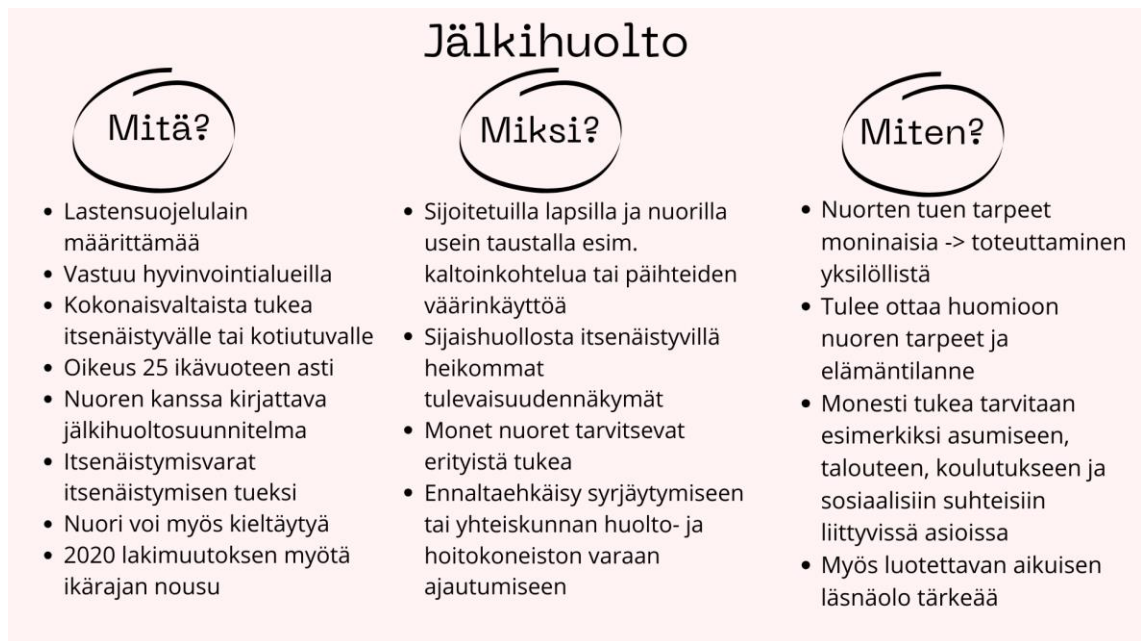 Jälkihuolto
Mitä?
• Lastensuojelulain
määrittämää
• Vastuu hyvinvointialueilla
• Kokonaisvaltaista tukea
itsenäistyvälle tai kotiutuvalle
• Oikeus 25 ikävuoteen asti
• Nuoren kanssa kirjattava
jälkihuoltosuunnitelma
• Itsenäistymisvarat
itsenäistymisen tueksi
• Nuori voi myös kieltäytyä
• 2020 lakimuutoksen myötä
ikärajan nousu
Miksi?
• Sijoitetuilla lapsilla ja nuorilla
usein taustalla esim.
kaltoinkohtelua tai päihteiden
väärinkäyttöä
• Sijaishuollosta itsenäistyvillä
heikommat
tulevaisuudennäkymät
• Monet nuoret tarvitsevat
erityistä tukea
• Ennaltaehkäisy syrjäytymiseen
tai yhteiskunnan huolto- ja
hoitokoneiston varaan
ajautumiseen
Miten?
• Nuorten tuen tarpeet
moninaisia -> toteuttaminen
yksilöllistä
• Tulee ottaa huomioon
nuoren tarpeet ja
elämäntilanne
• Monesti tukea tarvitaan
esimerkiksi asumiseen,
talouteen, koulutukseen ja
sosiaalisiin suhteisiin
liittyvissä asioissa
• Myös luotettavan aikuisen
läsnäolo tärkeää